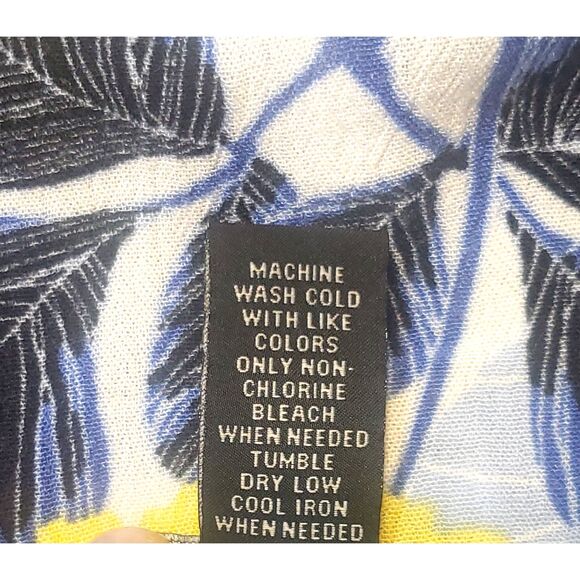 MACHINE
WASH COLD
WITH LIKE
COLORS
ONLY NON-
CHLORINE
BLEACH
WHEN NEEDED
TUMBLE
DRY LOW
COOL IRON
WHEN NEEDED